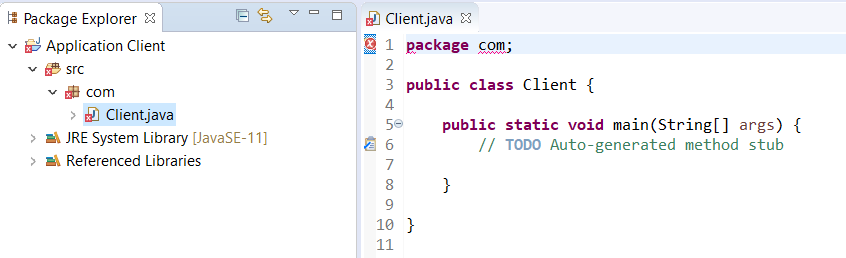 Package Explorer
Application Client
src
com
Client.java
JRE System Library [JavaSE-11]
Referenced Libraries
Client.java
1 package com;
2
3 public class Client {
4
5 public static void main(String[] args) {
6 // TODO Auto-generated method stub
7
8 }
9
10 }
11